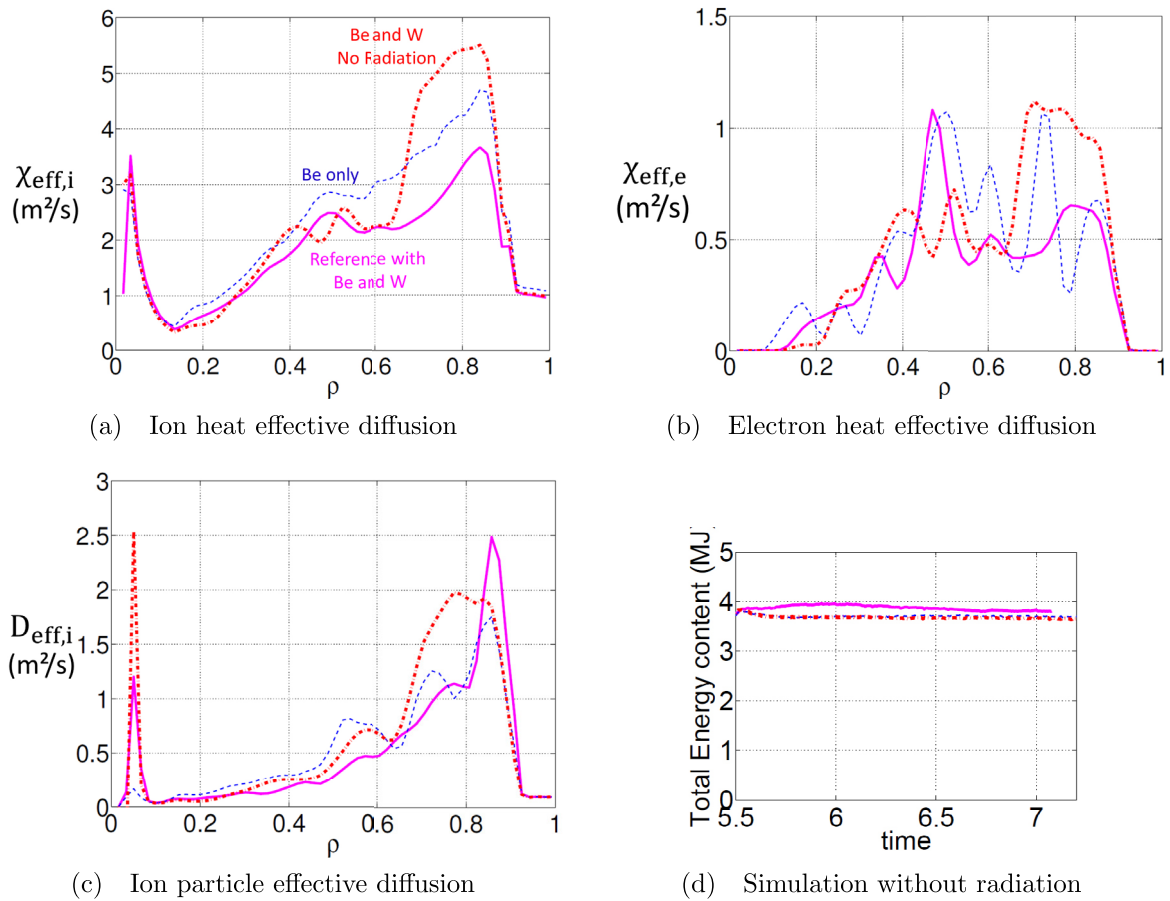 6
5
4
3
2
1
0
χeff,i
(m²/s)
Be and W
No Radiation
Be only
Reference with
Be and W
0 0.2 0.4 0.6 0.8 1
ρ
(a) Ion heat effective diffusion
1.5
1
0.5
0
χeff,e
(m²/s)
0 0.2 0.4 0.6 0.8 1
ρ
(b) Electron heat effective diffusion
3
2.5
2
1.5
1
0.5
0
Deff,i
(m²/s)
0 0.2 0.4 0.6 0.8 1
ρ
(c) Ion particle effective diffusion
Total Energy content (MJ)
5
4
3
2
1
0
5.5 6 6.5 7
time
(d) Simulation without radiation